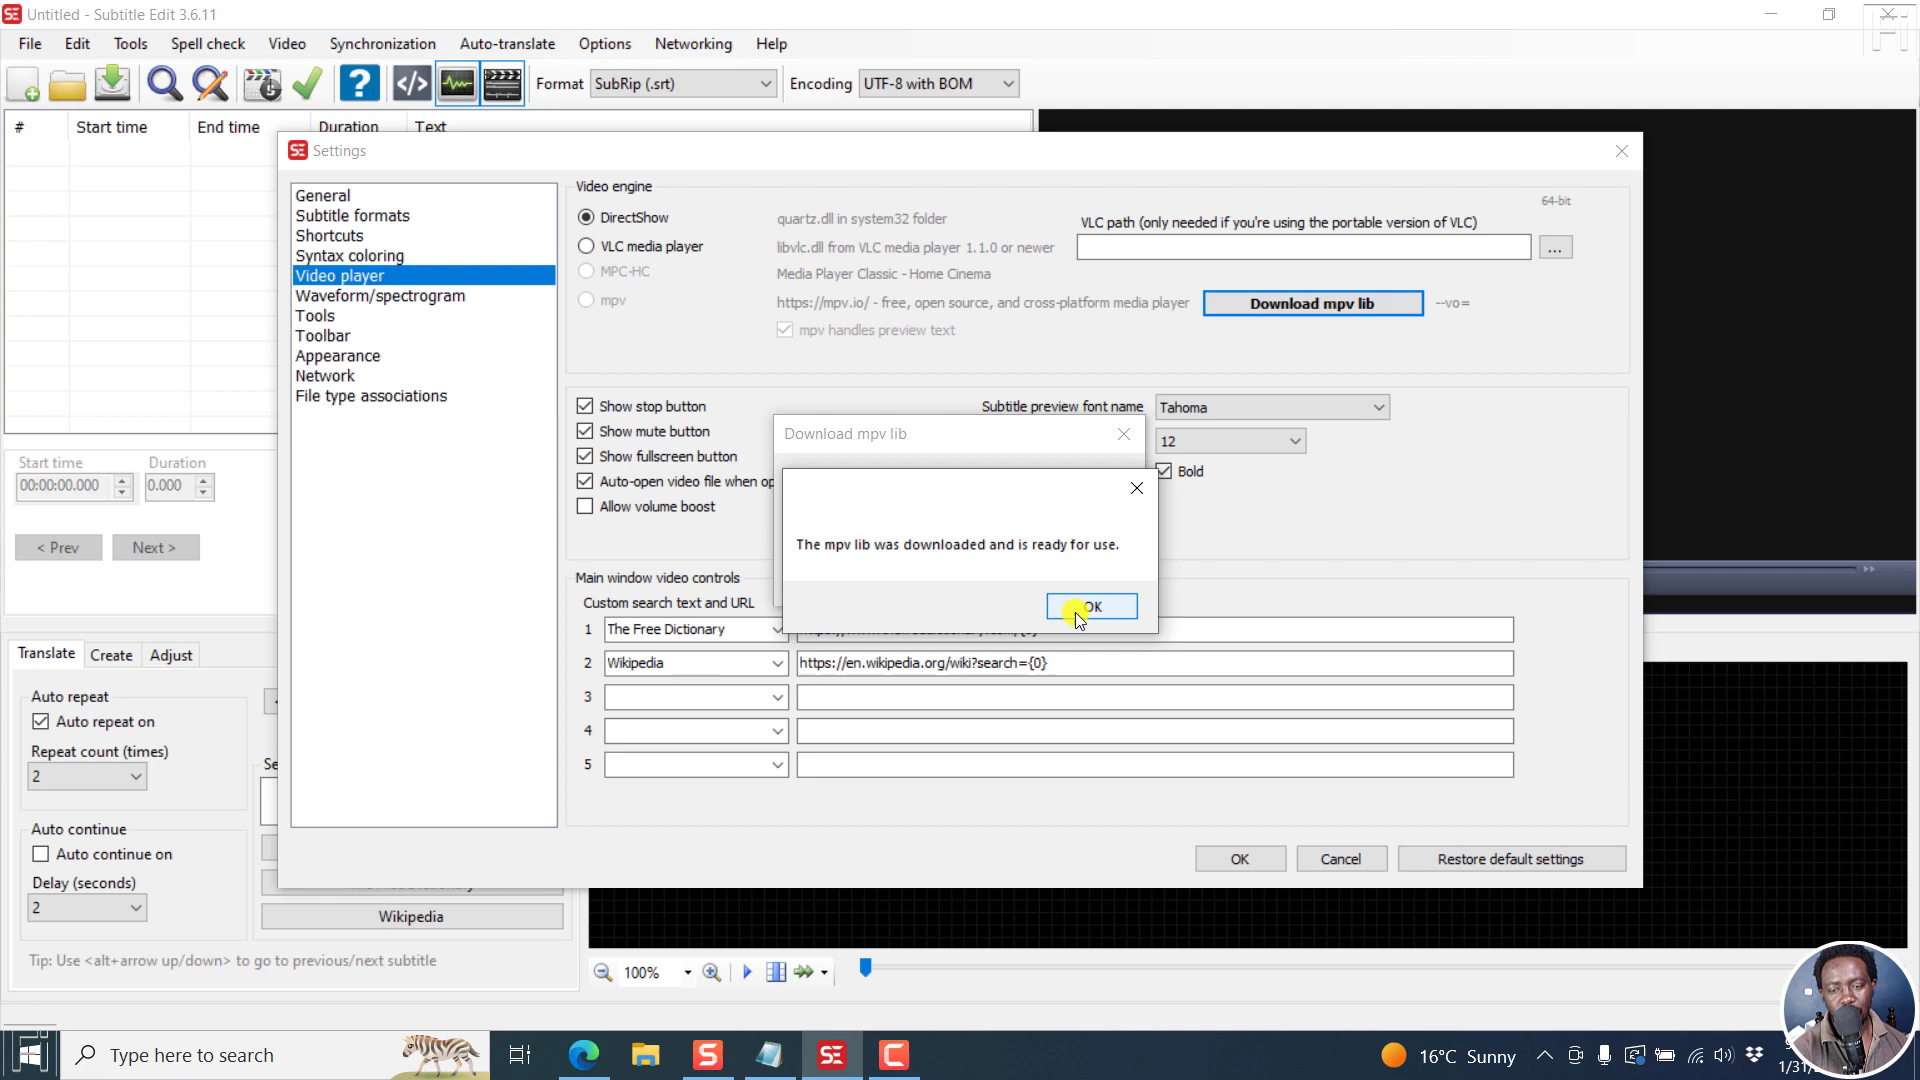 Untitled - Subtitle Edit 3.6.11
File Edit Tools Spell check Video Synchronization Auto-translate Options Networking Help
Format SubRip (.srt) Encoding UTF-8 with BOM
# Start time End time Duration Text
Settings
General
Subtitle formats
Shortcuts
Syntax coloring
Video player
Waveform/spectrogram
Tools
Toolbar
Appearance
Network
File type associations
Video engine
64-bit
DirectShow quartz.dll in system32 folder VLC path (only needed if you're using the portable version of VLC)
VLC media player libvlc.dll from VLC media player 1.1.0 or newer ...
MPC-HC Media Player Classic - Home Cinema
mpv https://mpv.io/ - free, open source, and cross-platform media player Download mpv lib --vo=
mpv handles preview text
Show stop button Subtitle preview font name Tahoma
Show mute button 12
Show fullscreen button Bold
Auto-open video file when op
Allow volume boost
Download mpv lib
The mpv lib was downloaded and is ready for use.
OK
Main window video controls
Custom search text and URL
1 The Free Dictionary
2 Wikipedia https://en.wikipedia.org/wiki?search={0}
3
4
5
OK Cancel Restore default settings
Start time Duration
00:00:00.000 0.000
< Prev Next >
Translate Create Adjust
Auto repeat
Auto repeat on
Repeat count (times)
2
Se
Auto continue
Auto continue on
Delay (seconds)
2
Wikipedia
Tip: Use <alt+arrow up/down> to go to previous/next subtitle
100%
Type here to search
16°C Sunny
1/31/